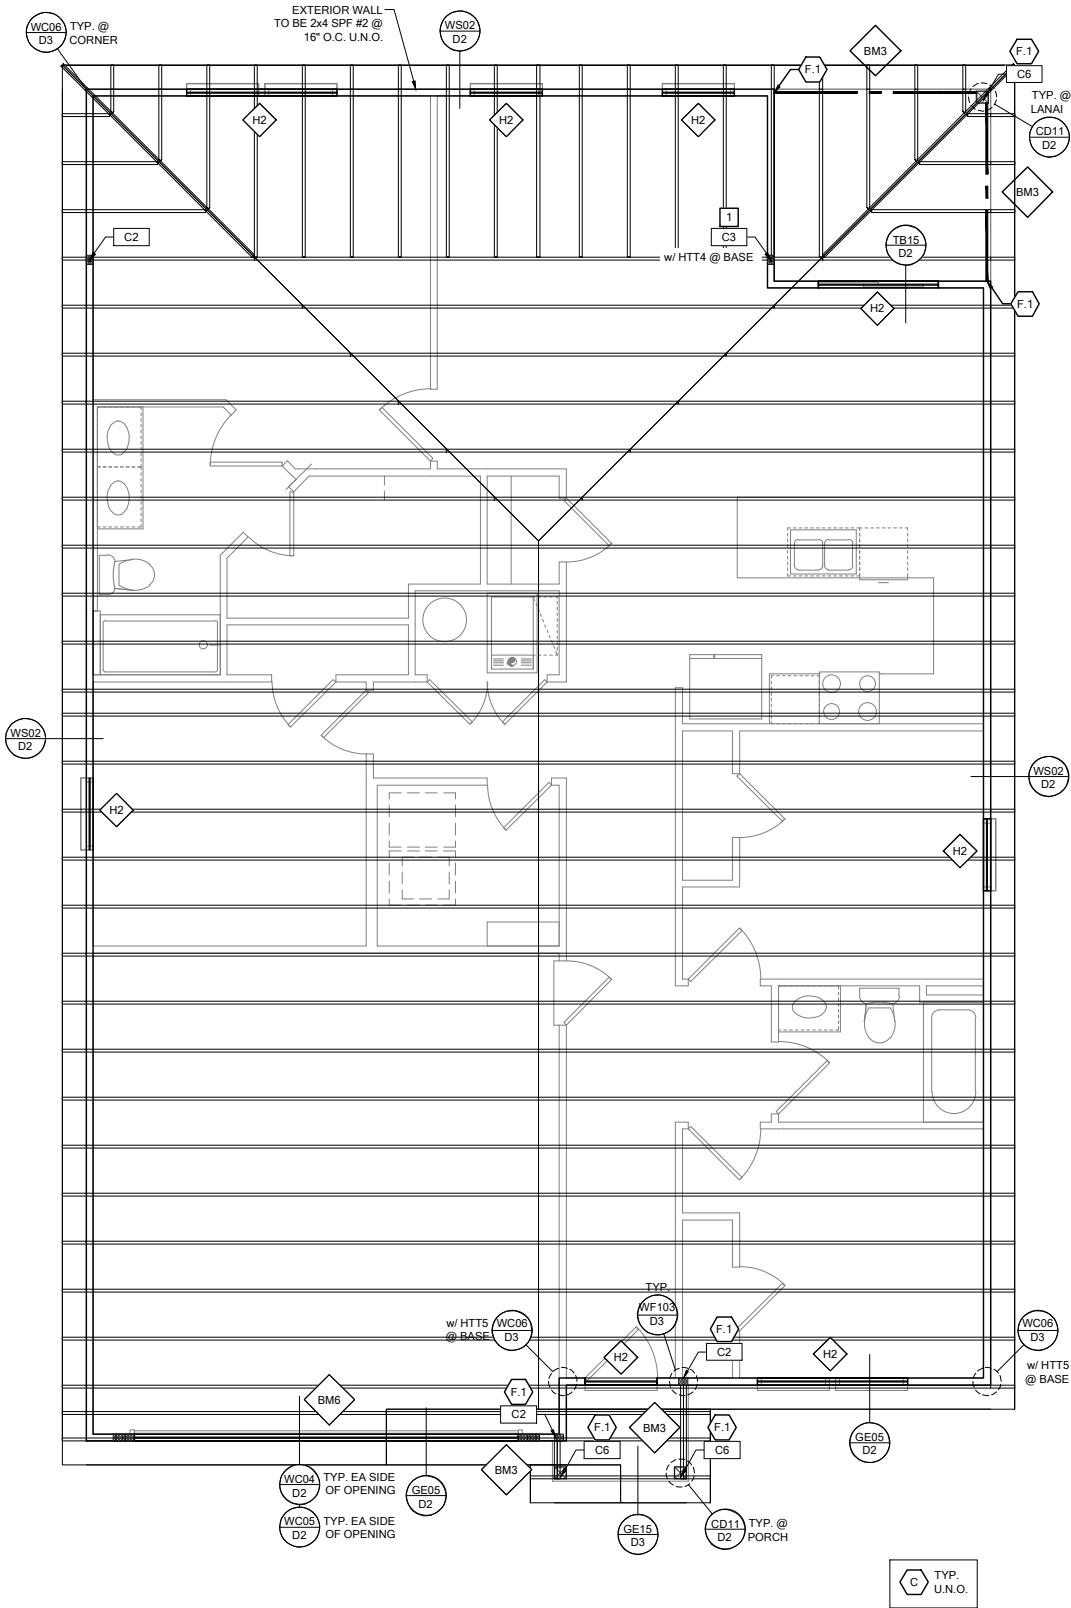 EXTERIOR WALL
TO BE 2x4 SPF #2 @
16" O.C. U.N.O.
WC06
D3
TYP. @
CORNER
WS02
D2
BM3
F.1
F.1
C6
TYP. @
LANAI
CD11
D2
H2
H2
H2
BM3
C2
1
C3
w/ HTT4 @ BASE
TB15
D2
H2
F.1
WS02
D2
WS02
D2
H2
H2
TYP.
WF103
D3
w/ HTT5
@ BASE
WC06
D3
F.1
C2
WC06
D3
w/ HTT5
@ BASE
H2
H2
BM6
F.1
C2
F.1
C6
BM3
F.1
C6
GE05
D2
BM3
WC04
D2
TYP. EA SIDE
OF OPENING
GE05
D2
WC05
D2
TYP. EA SIDE
OF OPENING
GE15
D3
CD11
D2
TYP. @
PORCH
C
TYP.
U.N.O.